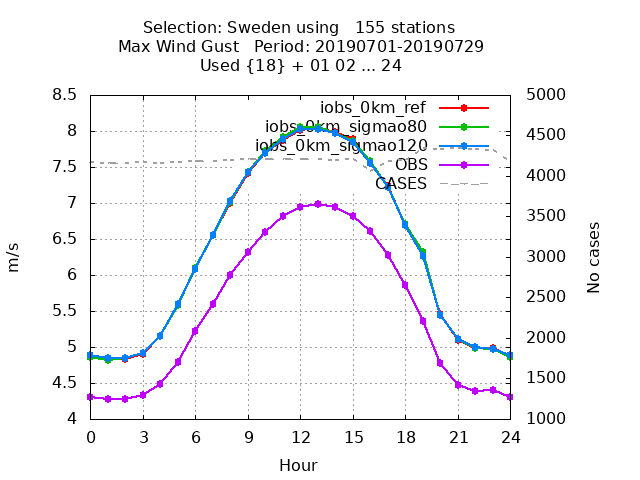 Selection: Sweden using   155 stations
Max Wind Gust   Period: 20190701-20190729
Used {18} + 01 02 ... 24
8.5
8
7.5
7
6.5
6
5.5
5
4.5
4
m/s
iobs_0km_ref
iobs_0km_sigmao80
iobs_0km_sigmao120
OBS
CASES
5000
4500
4000
3500
3000
2500
2000
1500
1000
No cases
0 3 6 9 12 15 18 21 24
Hour